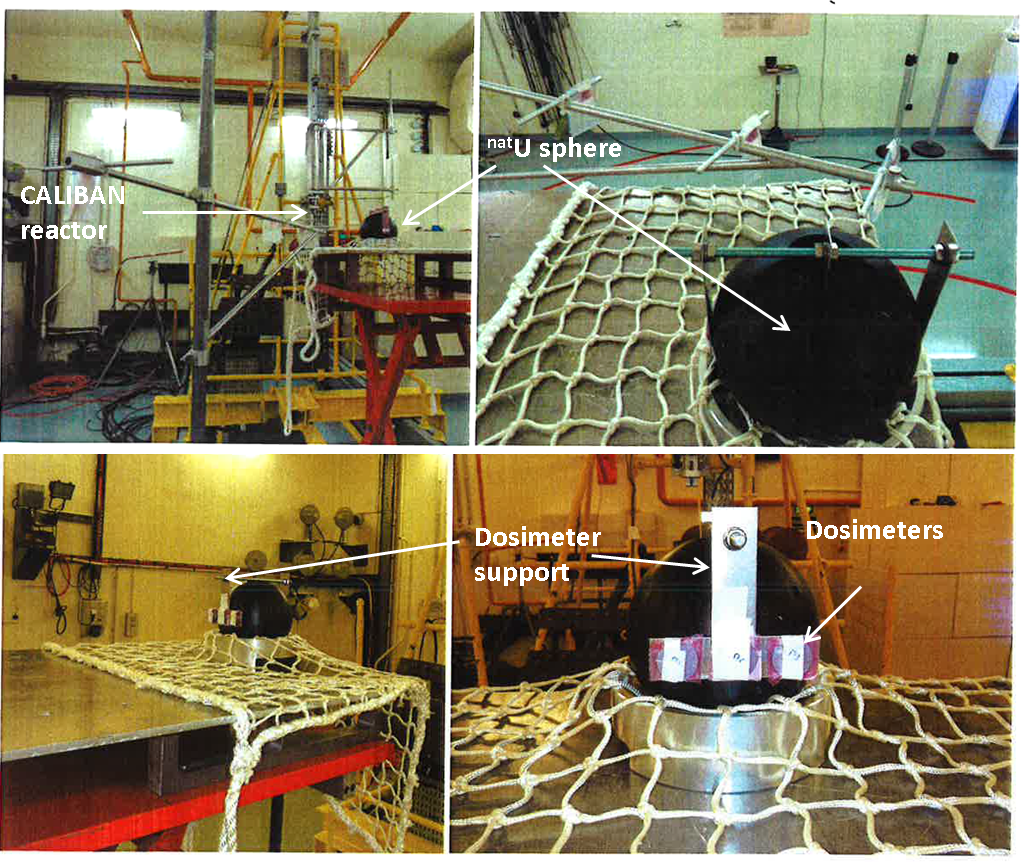 natU sphere
CALIBAN
reactor
Dosimeter
support
Dosimeters